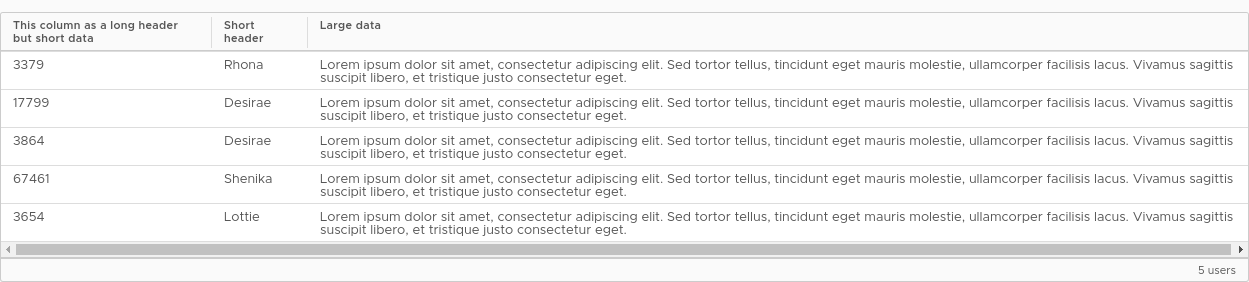 This column as a long header
but short data
Short
header
Large data
3379
Rhona
Lorem ipsum dolor sit amet, consectetur adipiscing elit. Sed tortor tellus, tincidunt eget mauris molestie, ullamcorper facilisis lacus. Vivamus sagittis
suscipit libero, et tristique justo consectetur eget.
17799
Desirae
Lorem ipsum dolor sit amet, consectetur adipiscing elit. Sed tortor tellus, tincidunt eget mauris molestie, ullamcorper facilisis lacus. Vivamus sagittis
suscipit libero, et tristique justo consectetur eget.
3864
Desirae
Lorem ipsum dolor sit amet, consectetur adipiscing elit. Sed tortor tellus, tincidunt eget mauris molestie, ullamcorper facilisis lacus. Vivamus sagittis
suscipit libero, et tristique justo consectetur eget.
67461
Shenika
Lorem ipsum dolor sit amet, consectetur adipiscing elit. Sed tortor tellus, tincidunt eget mauris molestie, ullamcorper facilisis lacus. Vivamus sagittis
suscipit libero, et tristique justo consectetur eget.
3654
Lottie
Lorem ipsum dolor sit amet, consectetur adipiscing elit. Sed tortor tellus, tincidunt eget mauris molestie, ullamcorper facilisis lacus. Vivamus sagittis
suscipit libero, et tristique justo consectetur eget.
5 users